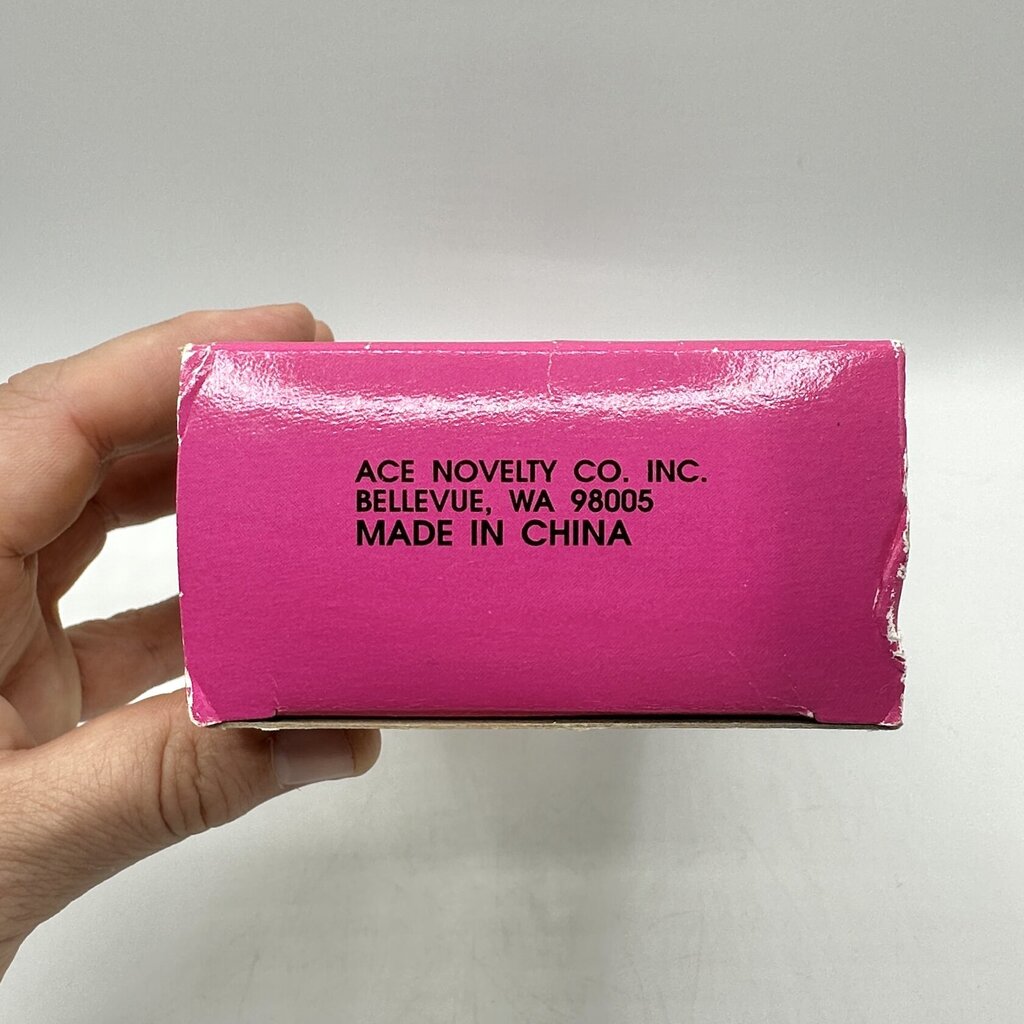 ACE NOVELTY CO. INC.
BELLEVUE, WA 98005
MADE IN CHINA